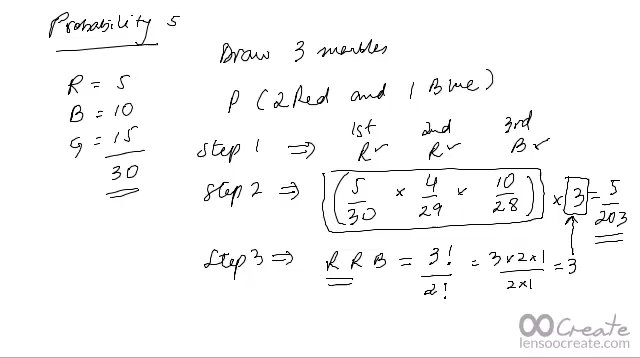 Probability 5
Draw 3 marbles
R = 5
B = 10
G = 15
30
P (2 Red and 1 Blue)
1st 2nd 3rd
Step 1 ⇒ R✓ R✓ B✓
Step 2 ⇒ (5/30 × 4/29 × 10/28) × 3 = 5/203
Step 3 ⇒ R R B = 3!/2! = 3×2×1/2×1 = 3
Create
lensoocreate.com